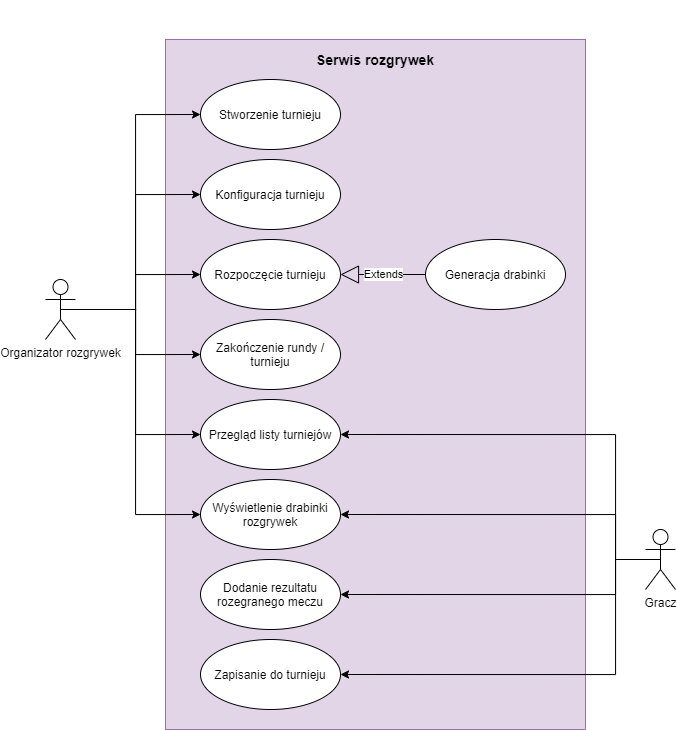 Serwis rozgrywek
Stworzenie turnieju
Konfiguracja turnieju
Rozpoczęcie turnieju
Extends
Generacja drabinki
Organizator rozgrywek
Zakończenie rundy /
turnieju
Przegląd listy turniejów
Wyświetlenie drabinki
rozgrywek
Dodanie rezultatu
rozegranego meczu
Gracz
Zapisanie do turnieju